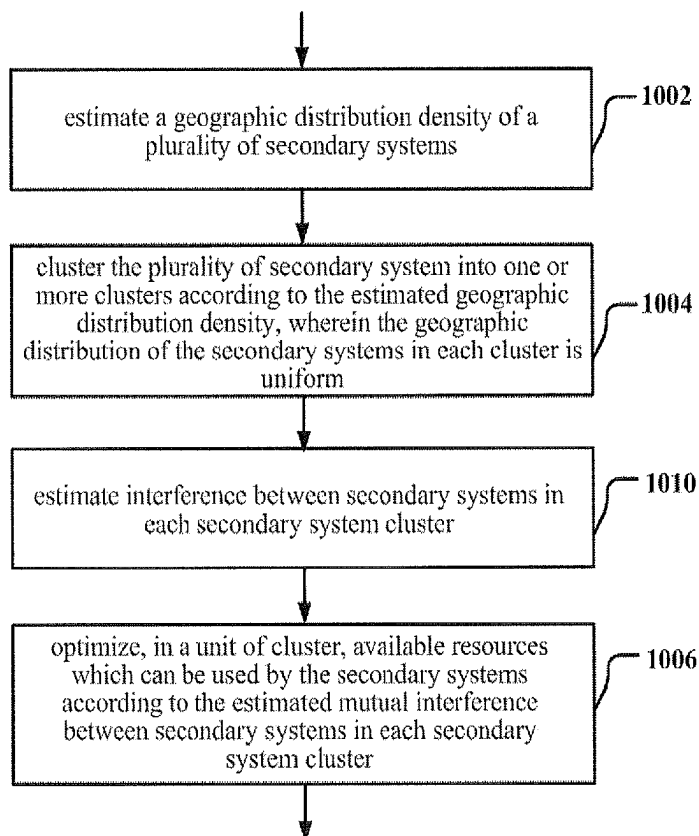 estimate a geographic distribution density of a
plurality of secondary systems
1002
cluster the plurality of secondary system into one or
more clusters according to the estimated geographic
distribution density, wherein the geographic
distribution of the secondary systems in each cluster is
uniform
1004
estimate interference between secondary systems in
each secondary system cluster
1010
optimize, in a unit of cluster, available resources
which can be used by the secondary systems
according to the estimated mutual interference
between secondary systems in each secondary
system cluster
1006